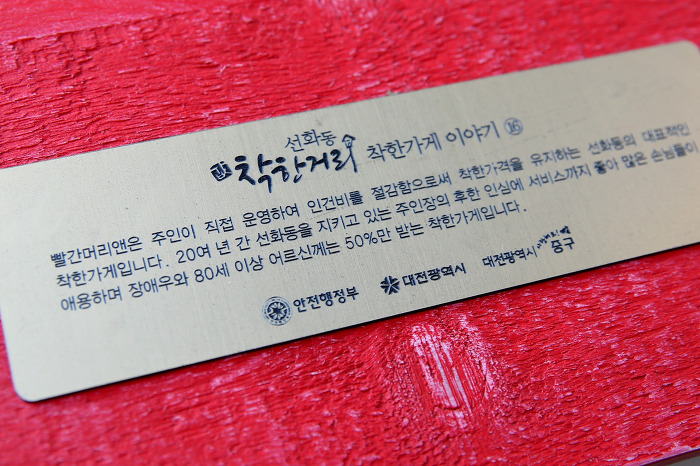 선화동
착한거리 착한가게 이야기 ⑯
빨간머리앤은 주인이 직접 운영하여 인건비를 절감함으로써 착한가격을 유지하는 선화동의 대표적인
착한가게입니다. 20여 년 간 선화동을 지키고 있는 주인장의 후한 인심에 서비스까지 좋아 많은 손님들이
애용하며 장애우와 80세 이상 어르신께는 50%만 받는 착한가게입니다.
안전행정부 대전광역시 대전광역시 중구